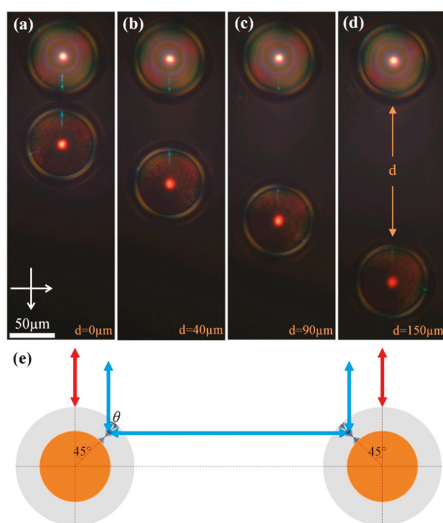 (a) (b) (c) (d)
d
50µm
d=0µm d=40µm d=90µm d=150µm
(e)
θ
45° 45°